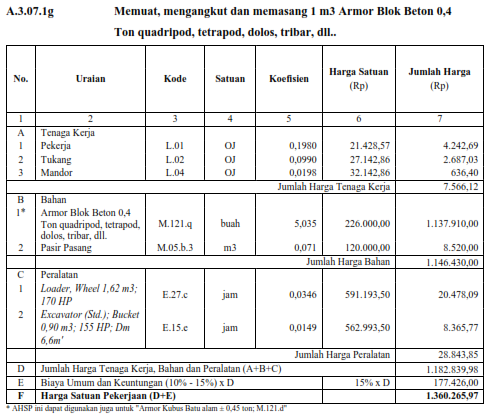 A.3.07.1g Memuat, mengangkut dan memasang 1 m3 Armor Blok Beton 0,4
Ton quadripod, tetrapod, dolos, tribar, dll..
No. Uraian Kode Satuan Koefisien Harga Satuan (Rp) Jumlah Harga (Rp)
1 2 3 4 5 6 7
A Tenaga Kerja
1 Pekerja L.01 OJ 0,1980 21.428,57 4.242,69
2 Tukang L.02 OJ 0,0990 27.142,86 2.687,03
3 Mandor L.04 OJ 0,0198 32.142,86 636,40
Jumlah Harga Tenaga Kerja 7.566,12
B Bahan
1* Armor Blok Beton 0,4
Ton quadripod, tetrapod, M.121.q buah 5,035 226.000,00 1.137.910,00
dolos, tribar, dll.
2 Pasir Pasang M.05.b.3 m3 0,071 120.000,00 8.520,00
Jumlah Harga Bahan 1.146.430,00
C Peralatan
1 Loader, Wheel 1,62 m3; E.27.c jam 0,0346 591.193,50 20.478,09
170 HP
2 Excavator (Std.); Bucket
0,90 m3; 155 HP; Dm E.15.e jam 0,0149 562.993,50 8.365,77
6,6m'
Jumlah Harga Peralatan 28.843,85
D Jumlah Harga Tenaga Kerja, Bahan dan Peralatan (A+B+C) 1.182.839,98
E Biaya Umum dan Keuntungan (10% - 15%) x D 15% x D 177.426,00
F Harga Satuan Pekerjaan (D+E) 1.360.265,97
* AHSP ini dapat digunakan juga untuk "Armor Kubus Batu alam ± 0,45 ton; M.121.d"